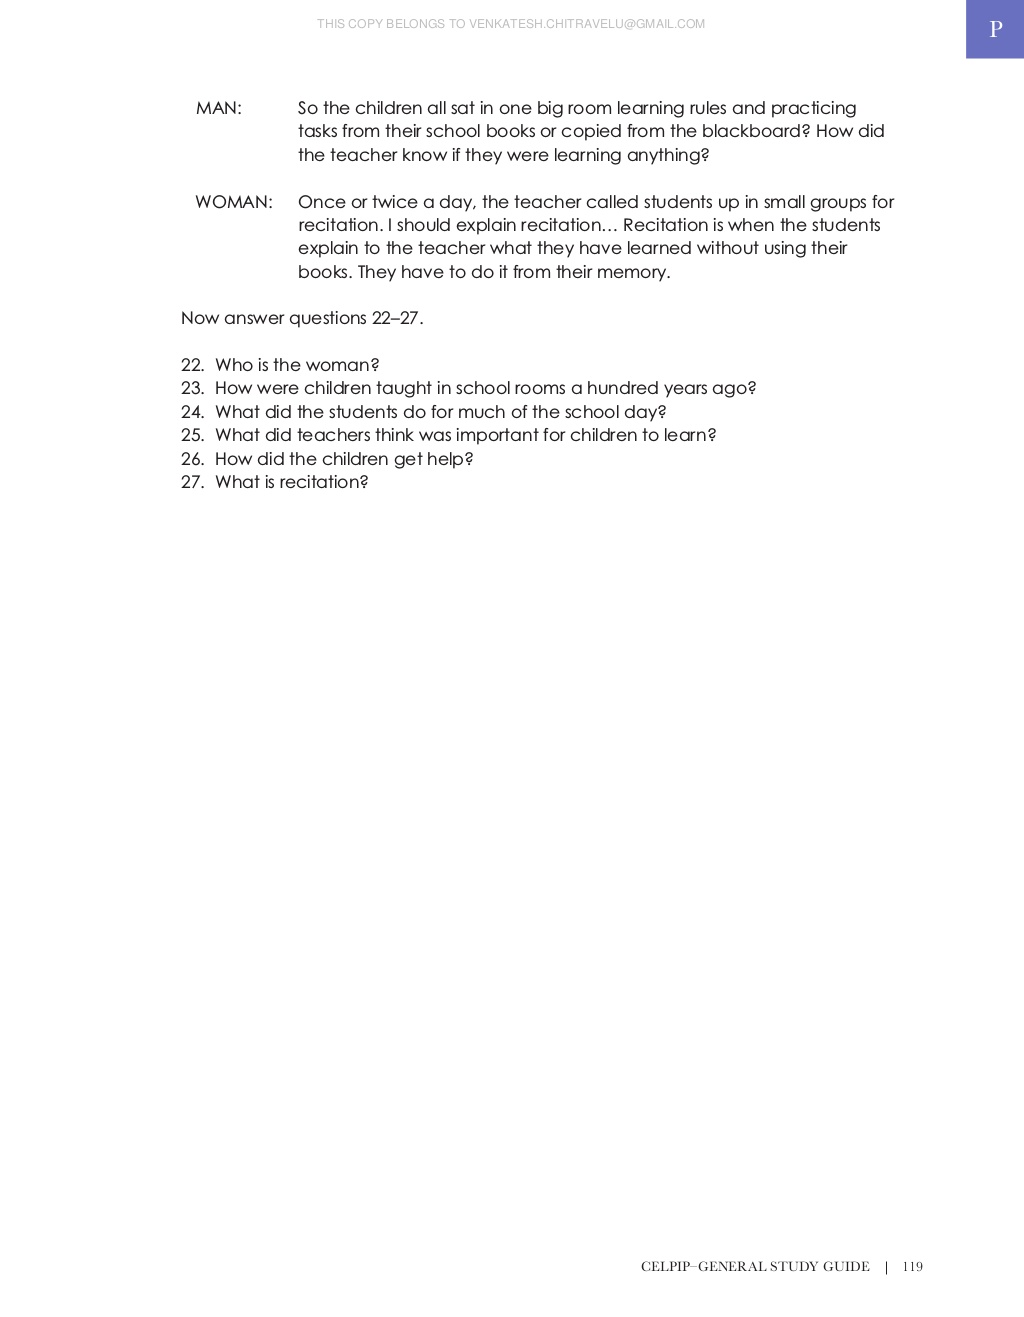 THIS COPY BELONGS TO VENKATESH.CHITRAVELU@GMAIL.COM
P
MAN: So the children all sat in one big room learning rules and practicing
tasks from their school books or copied from the blackboard? How did
the teacher know if they were learning anything?
WOMAN: Once or twice a day, the teacher called students up in small groups for
recitation. I should explain recitation… Recitation is when the students
explain to the teacher what they have learned without using their
books. They have to do it from their memory.
Now answer questions 22–27.
22. Who is the woman?
23. How were children taught in school rooms a hundred years ago?
24. What did the students do for much of the school day?
25. What did teachers think was important for children to learn?
26. How did the children get help?
27. What is recitation?
CELPIP–GENERAL STUDY GUIDE | 119